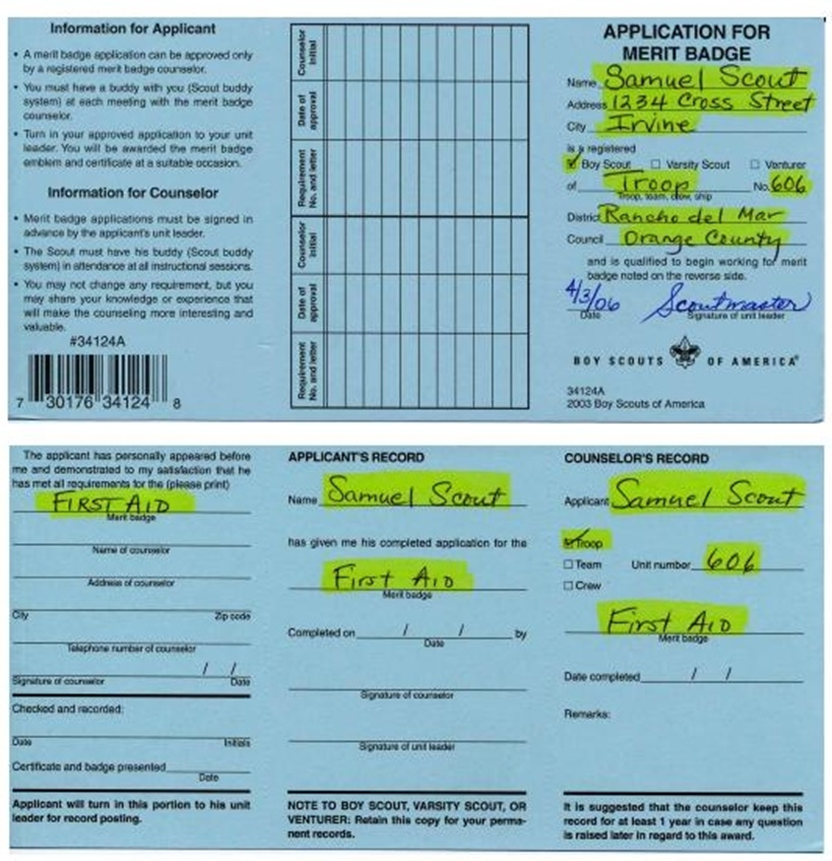 Information for Applicant
• A merit badge application can be approved only
by a registered merit badge counselor.
• You must have a buddy with you (Scout buddy
system) at each meeting with the merit badge
counselor.
• Turn in your approved application to your unit
leader. You will be awarded the merit badge
emblem and certificate at a suitable occasion.
Information for Counselor
• Merit badge applications must be signed in
advance by the applicant's unit leader.
• The Scout must have his buddy (Scout buddy
system) in attendance at all instructional sessions.
• You may not change any requirement, but you
may share your knowledge or experience that
will make the counseling more interesting and
valuable.
#34124A
7 30176 34124 8
Counselor
Initial
Date of
approval
Requirement
No. and letter
Counselor
Initial
Date of
approval
Requirement
No. and letter
APPLICATION FOR
MERIT BADGE
Name Samuel Scout
Address 1234 Cross Street
City Irvine
is a registered
☑ Boy Scout ☐ Varsity Scout ☐ Venturer
of Troop No. 606
Troop, team, crew, ship
District Rancho del Mar
Council Orange County
and is qualified to begin working for merit
badge noted on the reverse side.
4/3/06 Scoutmaster
Date Signature of unit leader
BOY SCOUTS OF AMERICA®
34124A
2003 Boy Scouts of America
The applicant has personally appeared before
me and demonstrated to my satisfaction that he
has met all requirements for the (please print)
FIRST AID
Merit badge
Name of counselor
Address of counselor
City Zip code
Telephone number of counselor
/ /
Signature of counselor Date
Checked and recorded:
Date Initials
Certificate and badge presented
Date
Applicant will turn in this portion to his unit
leader for record posting.
APPLICANT'S RECORD
Name Samuel Scout
has given me his completed application for the
First AID
Merit badge
Completed on / / by
Date
Signature of counselor
Signature of unit leader
NOTE TO BOY SCOUT, VARSITY SCOUT, OR
VENTURER: Retain this copy for your perma-
nent records.
COUNSELOR'S RECORD
Applicant Samuel Scout
☑ Troop
☐ Team Unit number 606
☐ Crew
First AID
Merit badge
Date completed / /
Remarks:
It is suggested that the counselor keep this
record for at least 1 year in case any question
is raised later in regard to this award.